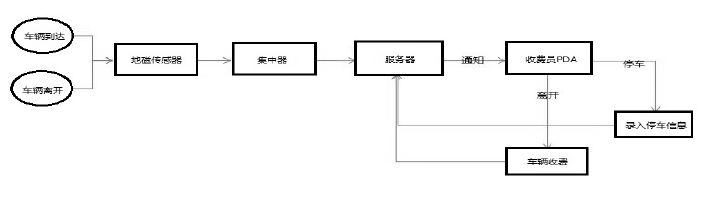 车辆到达
车辆离开
地磁传感器
集中器
服务器
通知
收费员PDA
停车
离开
录入停车信息
车辆收费